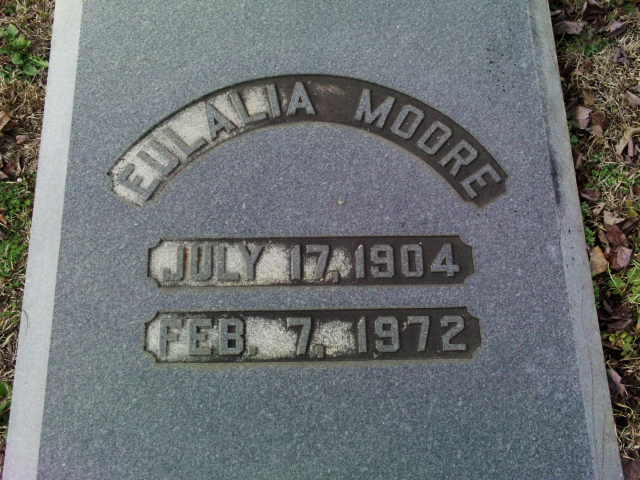 EULALIA MOORE
JULY 17, 1904
FEB. 7, 1972